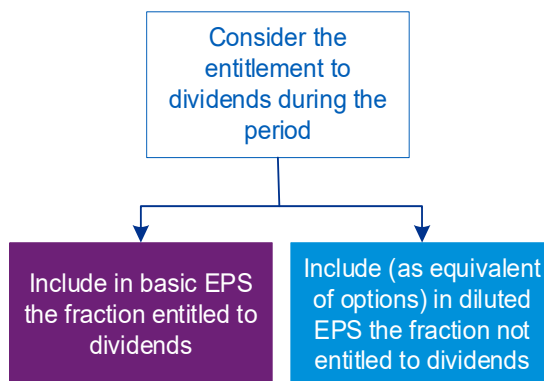 Consider the
entitlement to
dividends during the
period
Include in basic EPS
the fraction entitled to
dividends
Include (as equivalent
of options) in diluted
EPS the fraction not
entitled to dividends